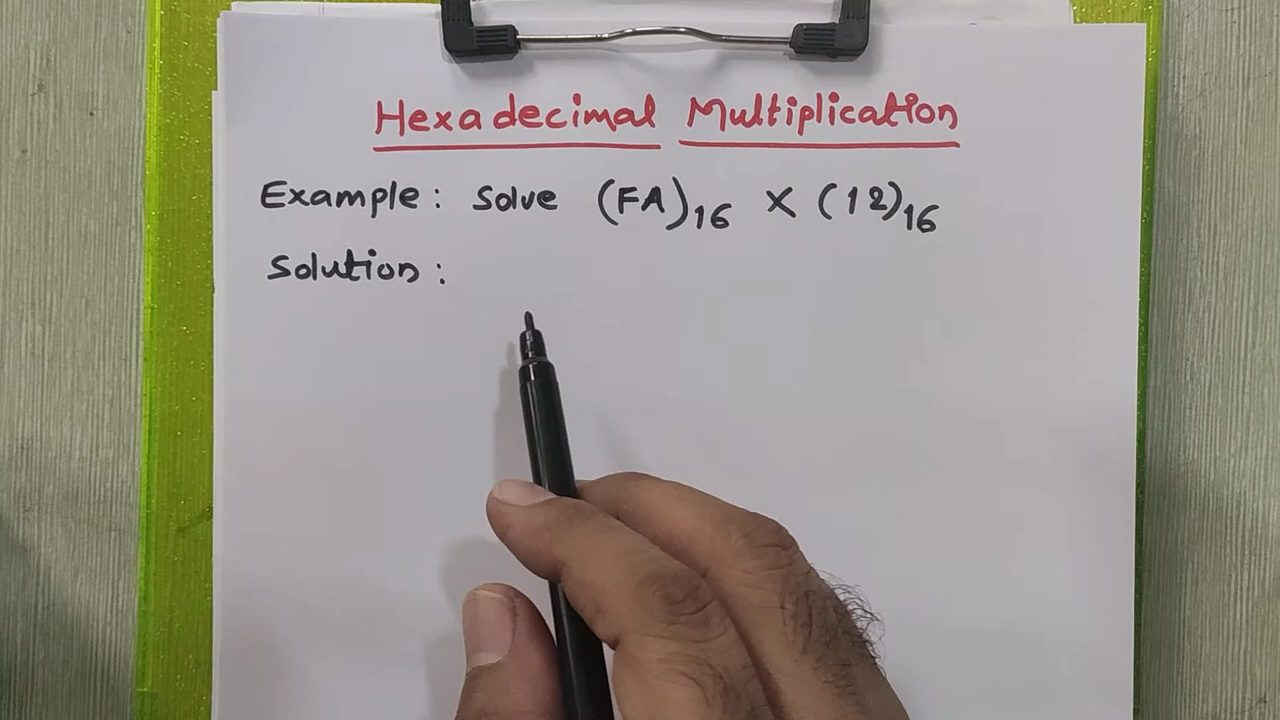 Hexadecimal Multiplication
Example: Solve (FA)₁₆ × (12)₁₆
Solution: